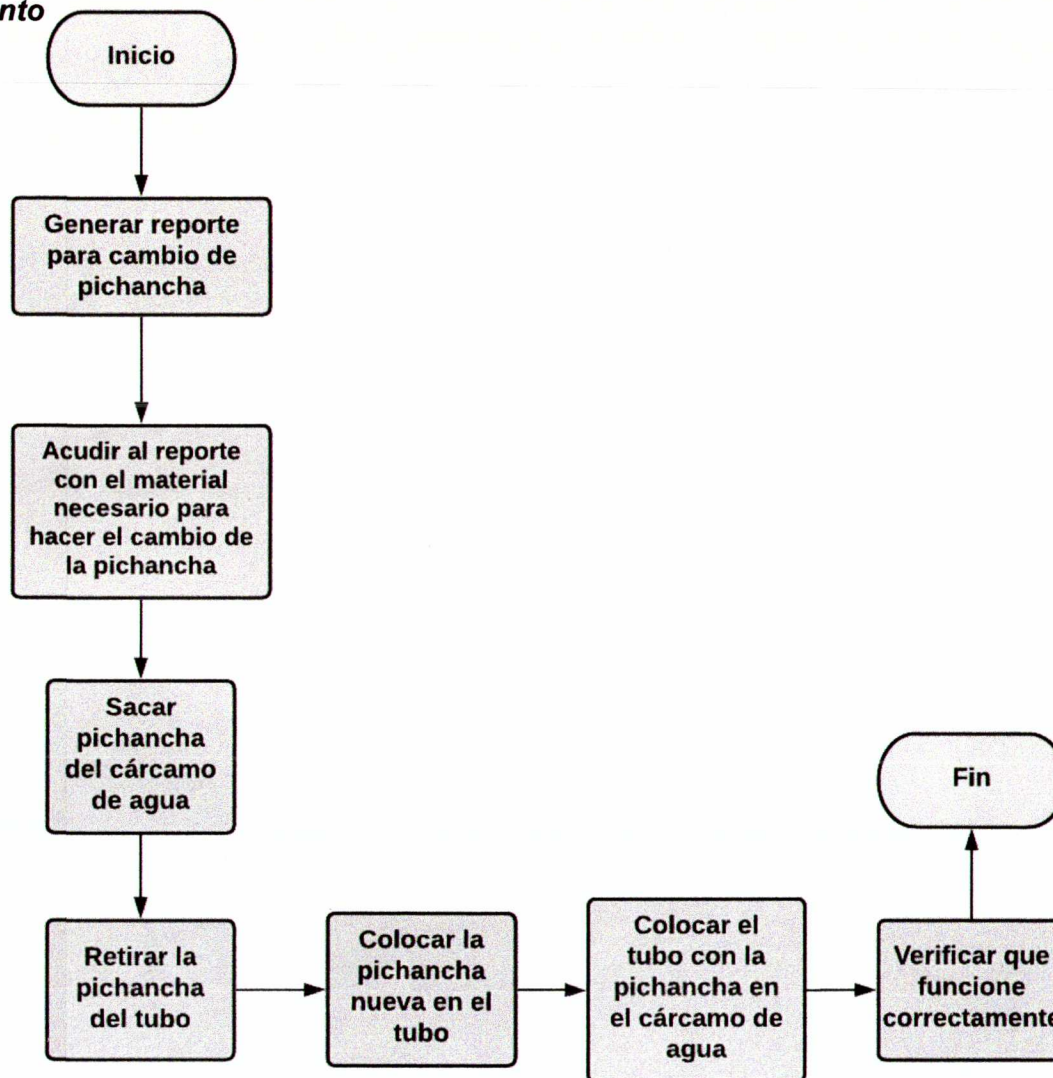 nto
Inicio
Generar reporte
para cambio de
pichancha
Acudir al reporte
con el material
necesario para
hacer el cambio de
la pichancha
Sacar
pichancha
del cárcamo
de agua
Retirar la
pichancha
del tubo
Colocar la
pichancha
nueva en el
tubo
Colocar el
tubo con la
pichancha en
el cárcamo de
agua
Verificar que
funcione
correctamente
Fin